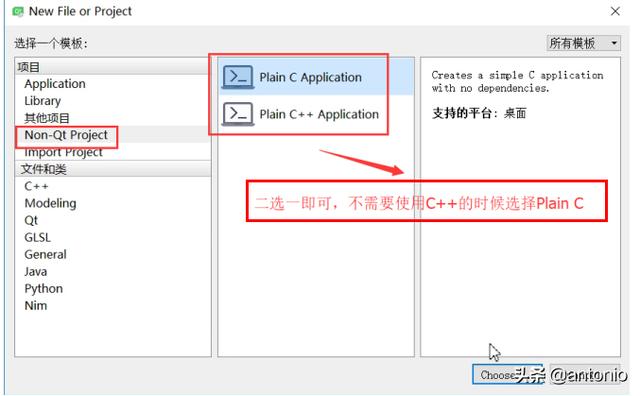 New File or Project
选择一个模板:
所有模板
项目
Application
Library
其他项目
Non-Qt Project
Import Project
文件和类
C++
Modeling
Qt
GLSL
General
Java
Python
Nim
Plain C Application
Plain C++ Application
Creates a simple C application
with no dependencies.
支持的平台: 桌面
二选一即可，不需要使用C++的时候选择Plain C
Choose...
头条 @antonio